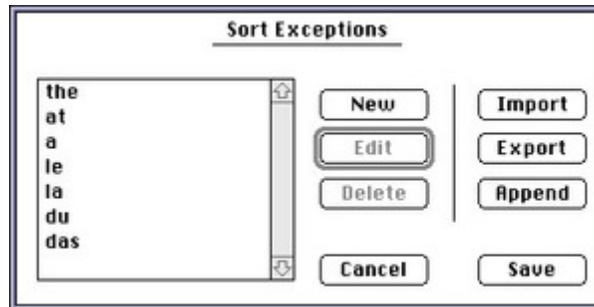 Sort Exceptions
the
at
a
le
la
du
das
New
Edit
Delete
Import
Export
Append
Cancel
Save